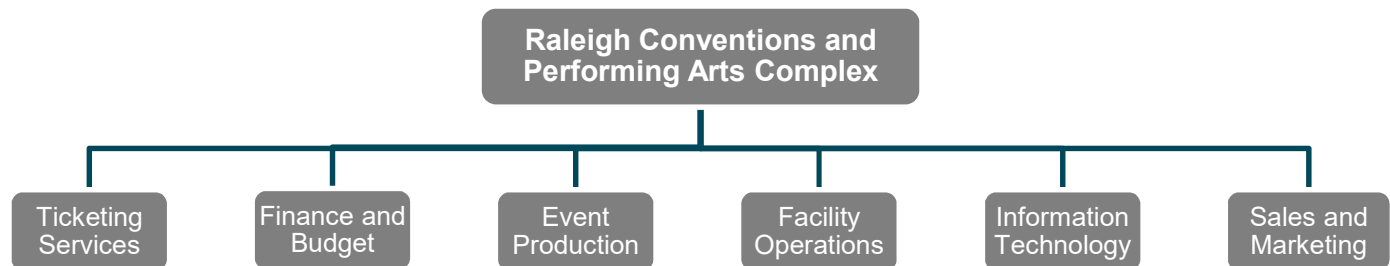 Raleigh Conventions and
Performing Arts Complex
Ticketing
Services
Finance and
Budget
Event
Production
Facility
Operations
Information
Technology
Sales and
Marketing